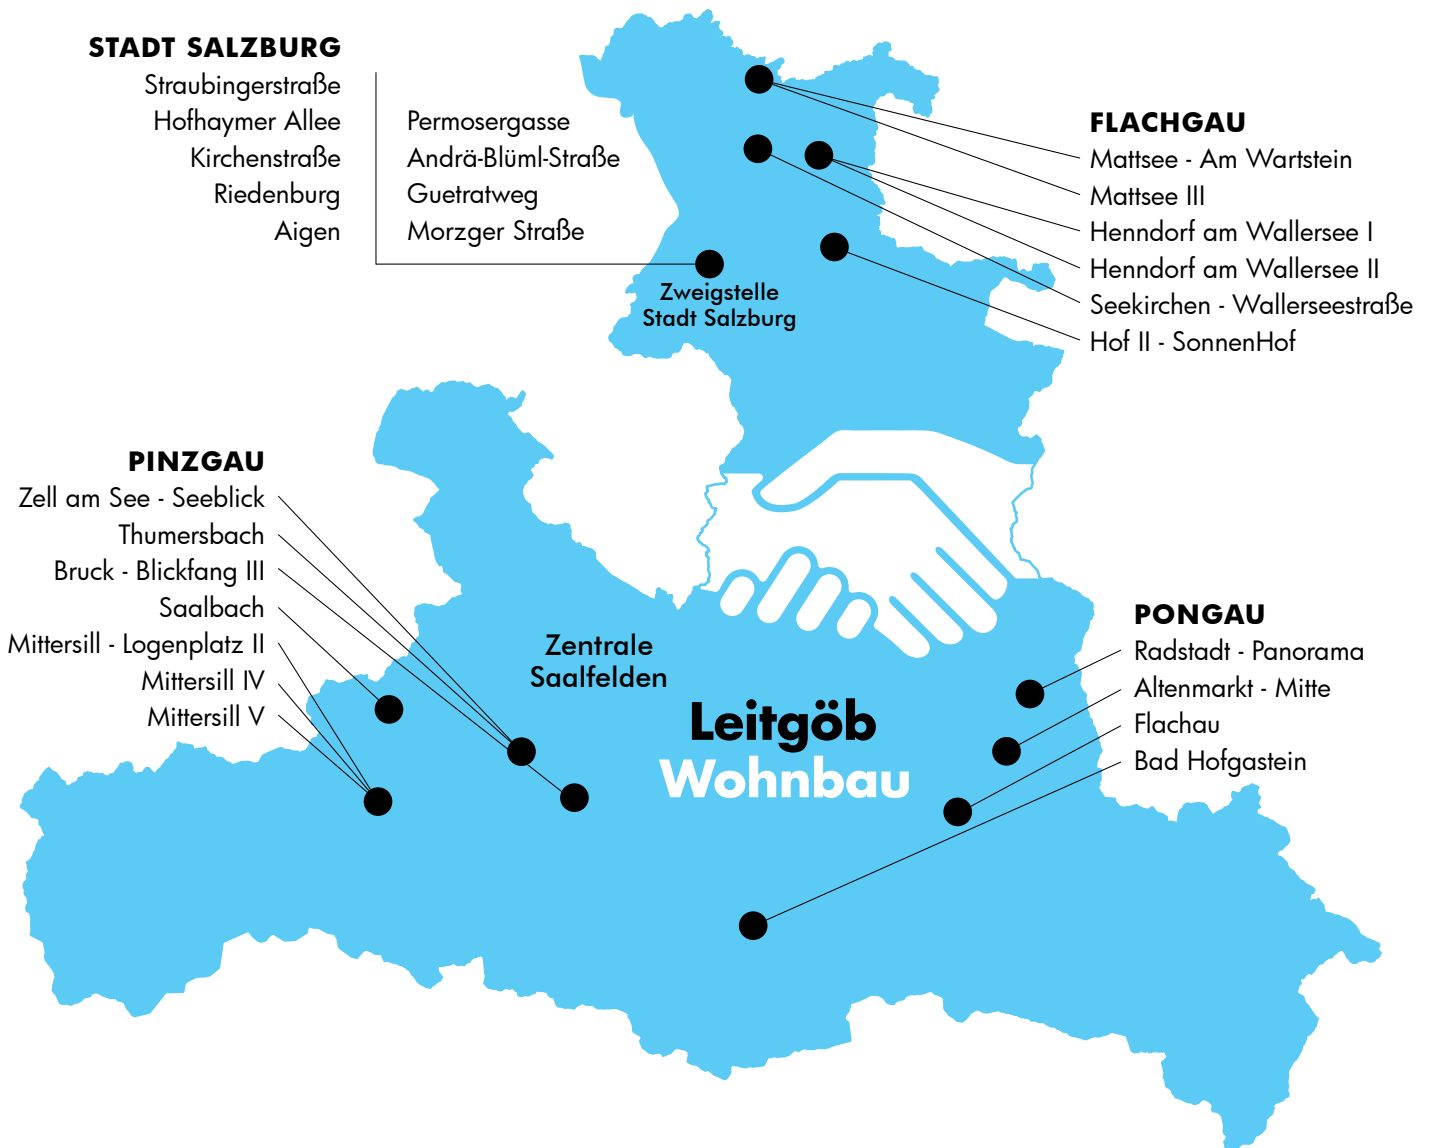 STADT SALZBURG
Straubingerstraße
Hofhaymer Allee
Kirchenstraße
Riedenburg
Aigen
Permosergasse
Andrä-Blüml-Straße
Guetratweg
Morzger Straße
Zweigstelle
Stadt Salzburg
FLACHGAU
Mattsee - Am Wartstein
Mattsee III
Henndorf am Wallersee I
Henndorf am Wallersee II
Seekirchen - Wallerseestraße
Hof II - SonnenHof
PINZGAU
Zell am See - Seeblick
Thumersbach
Bruck - Blickfang III
Saalbach
Mittersill - Logenplatz II
Mittersill IV
Mittersill V
Zentrale
Saalfelden
Leitgöb
Wohnbau
PONGAU
Radstadt - Panorama
Altenmarkt - Mitte
Flachau
Bad Hofgastein